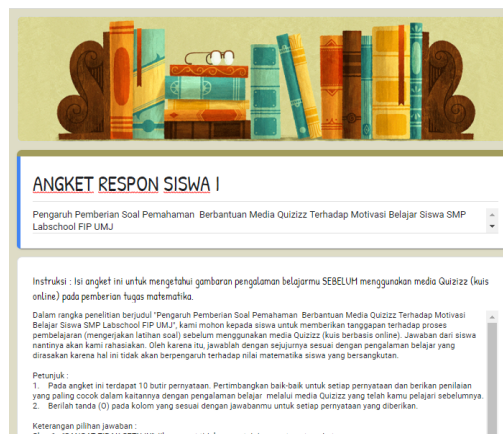 ANGKET RESPON SISWA I
Pengaruh Pemberian Soal Pemahaman Berbantuan Media Quizizz Terhadap Motivasi Belajar Siswa SMP
Labschool FIP UMJ
Instruksi : Isi angket ini untuk mengetahui gambaran pengalaman belajarmu SEBELUM menggunakan media Quizizz (kuis
online) pada pemberian tugas matematika.
Dalam rangka penelitian berjudul "Pengaruh Pemberian Soal Pemahaman Berbantuan Media Quizizz Terhadap Motivasi
Belajar Siswa SMP Labschool FIP UMJ", kami mohon kepada siswa untuk memberikan tanggapan terhadap proses
pembelajaran (mengerjakan latihan soal) sebelum menggunakan media Quizizz (kuis berbasis online). Jawaban dari siswa
nantinya akan kami rahasiakan. Oleh karena itu, jawablah dengan sejujurnya sesuai dengan pengalaman belajar yang
dirasakan karena hal ini tidak akan berpengaruh terhadap nilai matematika siswa yang bersangkutan.
Petunjuk :
1. Pada angket ini terdapat 10 butir pernyataan. Pertimbangkan baik-baik untuk setiap pernyataan dan berikan penilaian
yang paling cocok dalam kaitannya dengan pengalaman belajar melalui media Quizizz yang telah kamu pelajari sebelumnya.
2. Berilah tanda (O) pada kolom yang sesuai dengan jawabanmu untuk setiap pernyataan yang diberikan.
Keterangan pilihan jawaban :